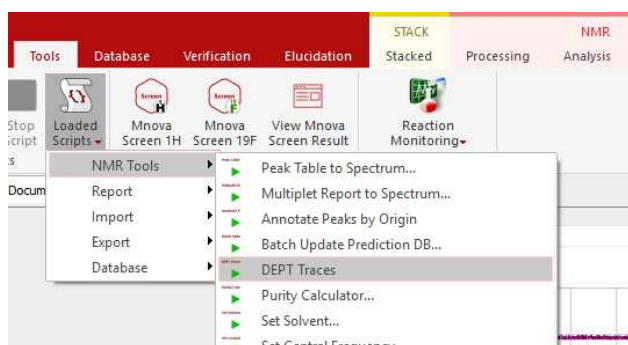 STACK NMR
Tools Database Verification Elucidation Stacked Processing Analysis
Screen H Screen F
Stop Loaded Mnova Mnova View Mnova Reaction
Script Scripts Screen 1H Screen 19F Screen Result Monitoring
NMR Tools Peak Table to Spectrum...
Docum Report Multiplet Report to Spectrum...
Import Annotate Peaks by Origin
Export Batch Update Prediction DB...
Database DEPT Traces
Purity Calculator...
Set Solvent...